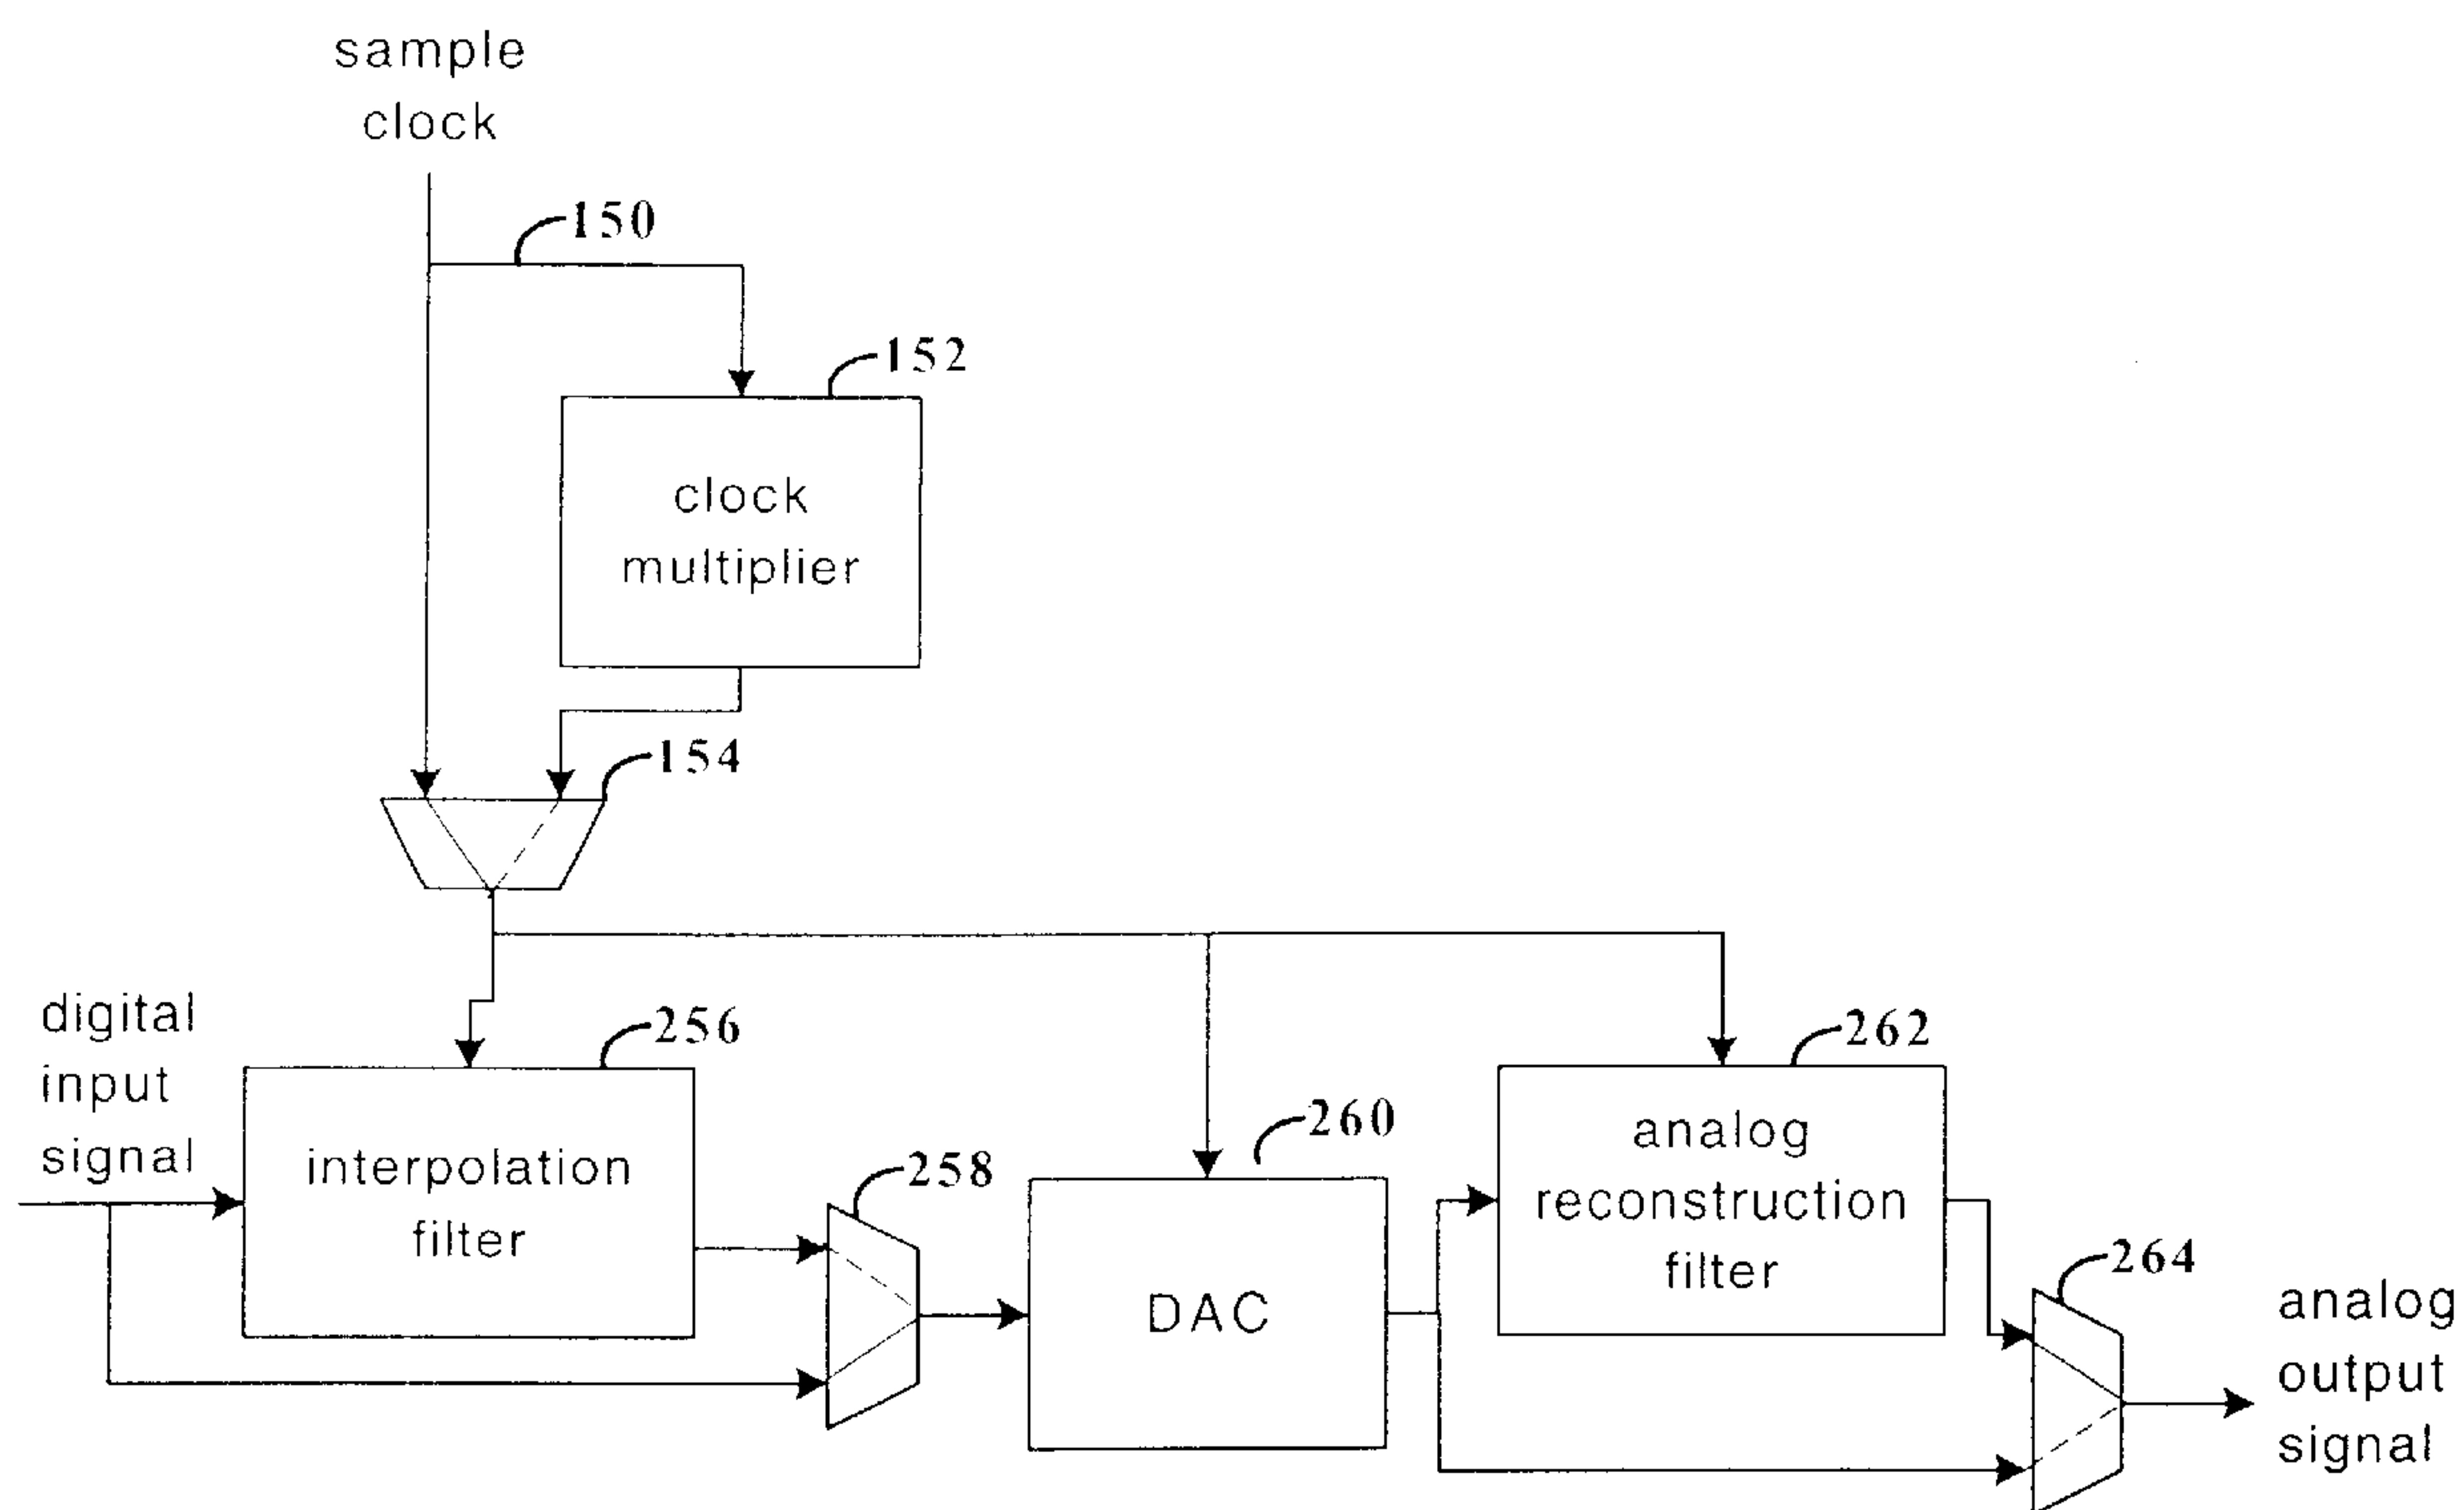 sample
clock
150
152
clock
multiplier
154
digital
input
signal
256
interpolation
filter
258
260
DAC
262
analog
reconstruction
filter
264
analog
output
signal